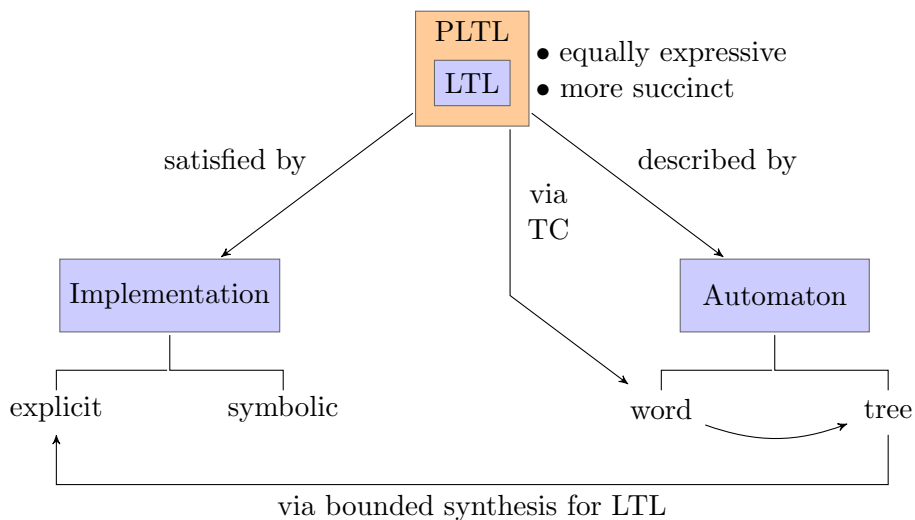 PLTL
LTL
• equally expressive
• more succinct
satisfied by
described by
via
TC
Implementation
Automaton
explicit
symbolic
word
tree
via bounded synthesis for LTL